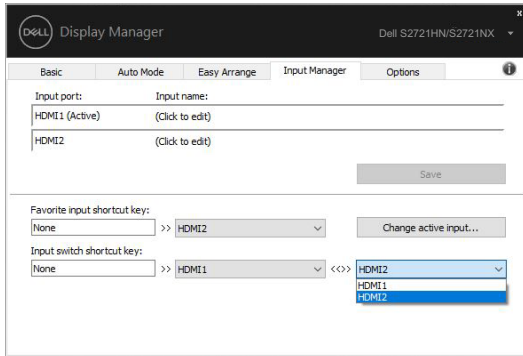 DELL Display Manager Dell S2721HN/S2721NX
Basic Auto Mode Easy Arrange Input Manager Options
Input port: Input name:
HDMI1 (Active) (Click to edit)
HDMI2 (Click to edit)
Save
Favorite input shortcut key:
None >> HDMI2 Change active input...
Input switch shortcut key:
None >> HDMI1 <<>> HDMI2
HDMI1
HDMI2